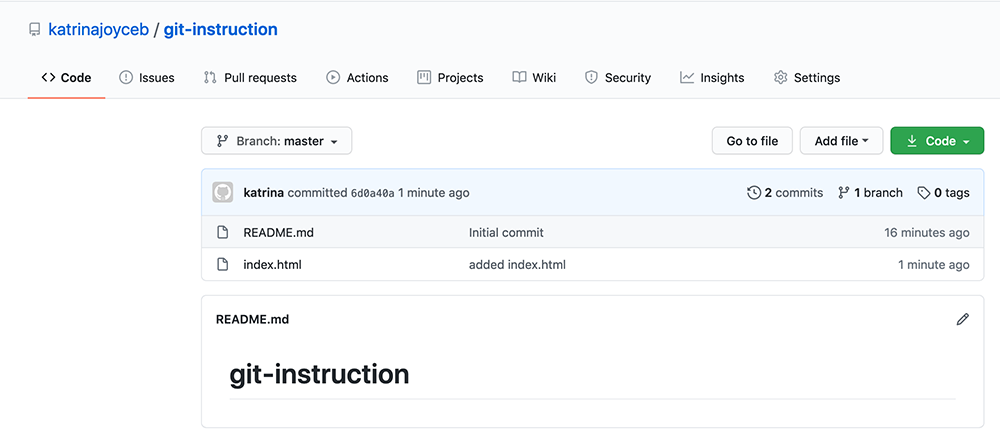 katrinajoyceb / git-instruction
Code Issues Pull requests Actions Projects Wiki Security Insights Settings
Branch: master Go to file Add file Code
katrina committed 6d0a40a 1 minute ago 2 commits 1 branch 0 tags
README.md Initial commit 16 minutes ago
index.html added index.html 1 minute ago
README.md
git-instruction